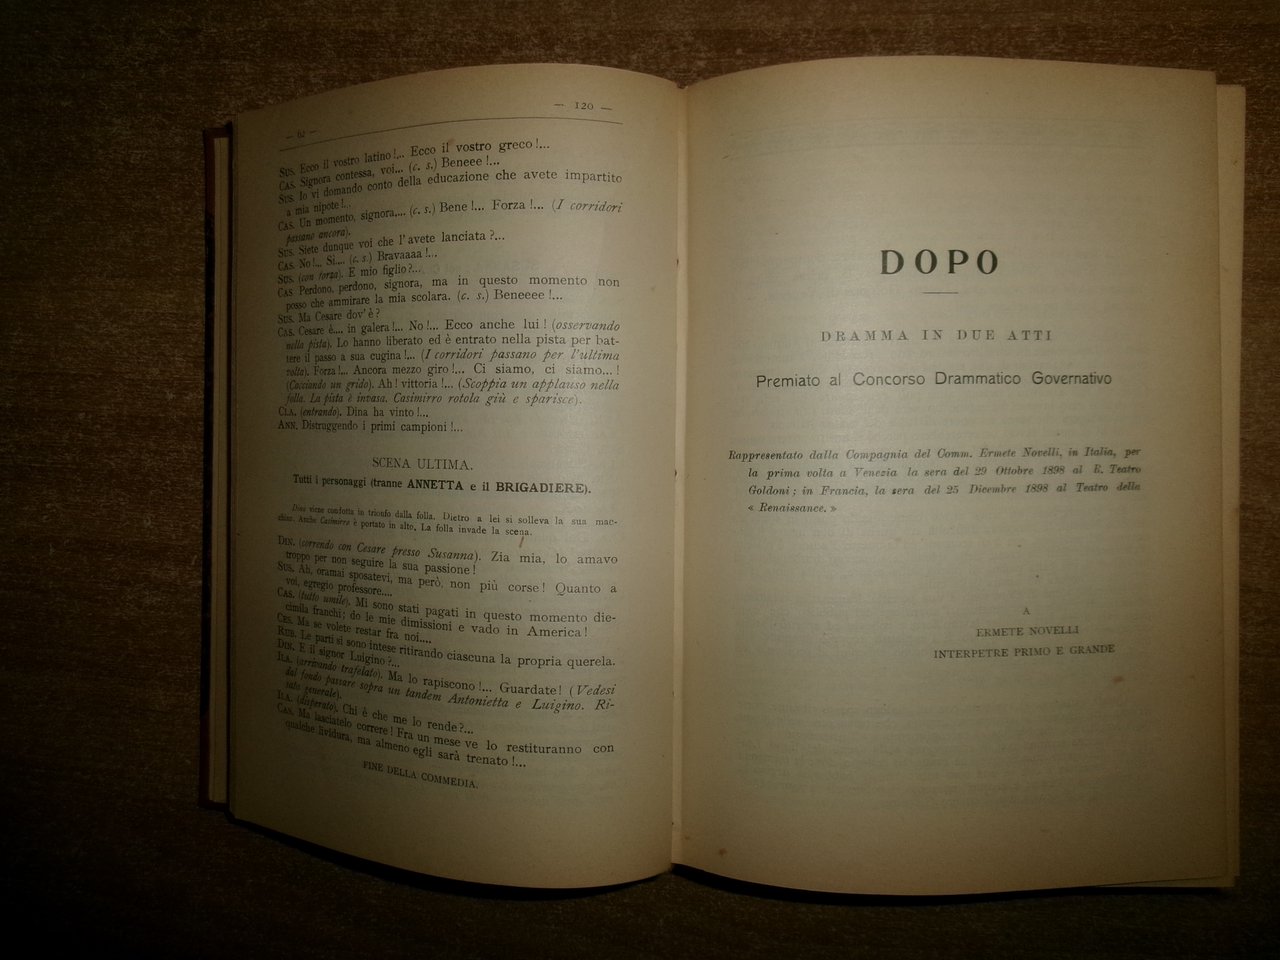 — 62 —
— 120 —
SUS. Ecco il vostro latino !... Ecco il vostro greco !...
CAS. Signora contessa, voi... (c. s.) Beneee !...
SUS. Io vi domando conto della educazione che avete impartito
a mia nipote !...
CAS. Un momento, signora.... (c. s.) Bene !... Forza !... (I corridori
passano ancora).
SUS. Siete dunque voi che l'avete lanciata ?...
CAS. No !... Si.... (c. s.) Bravaaaa !...
SUS. (con forza). E mio figlio ?...
CAS Perdono, perdono, signora, ma in questo momento non
posso che ammirare la mia scolara. (c. s.) Beneeee !...
SUS. Ma Cesare dov'è ?
CAS. Cesare è.... in galera !... No !... Ecco anche lui ! (osservando
nella pista). Lo hanno liberato ed è entrato nella pista per bat-
tere il passo a sua cugina !... (I corridori passano per l'ultima
volta). Forza !... Ancora mezzo giro !... Ci siamo, ci siamo... !
(Cacciando un grido). Ah ! vittoria !... (Scoppia un applauso nella
folla. La pista è invasa. Casimirro rotola giù e sparisce).
CLA. (entrando). Dina ha vinto !...
ANN. Distruggendo i primi campioni !...
SCENA ULTIMA.
Tutti i personaggi (tranne ANNETTA e il BRIGADIERE).
Dina viene condotta in trionfo dalla folla. Dietro a lei si solleva la sua mac-
china. Anche Casimirro è portato in alto. La folla invade la scena.
DIN. (correndo con Cesare presso Susanna). Zia mia, lo amavo
troppo per non seguire la sua passione !
SUS. Ah, oramai sposatevi, ma però, non più corse ! Quanto a
voi, egregio professore....
CAS. (tutto umile). Mi sono stati pagati in questo momento die-
cimila franchi ; do le mie dimissioni e vado in America !
CES. Ma se volete restar fra noi....
RUB. Le parti si sono intese ritirando ciascuna la propria querela.
DIN. E il signor Luigino ?...
ILA. (arrivando trafelato). Ma lo rapiscono !... Guardate ! (Vedesi
dal fondo passare sopra un tandem Antonietta e Luigino. Ri-
sato generale).
ILA. (disperato). Chi è che me lo rende ?...
CAS. Ma lasciatelo correre ! Fra un mese ve lo restituranno con
qualche lividura, ma almeno egli sarà trenato !...
FINE DELLA COMMEDIA.
DOPO
DRAMMA IN DUE ATTI
Premiato al Concorso Drammatico Governativo
Rappresentato dalla Compagnia del Comm. Ermete Novelli, in Italia, per
la prima volta a Venezia la sera del 29 Ottobre 1898 al R. Teatro
Goldoni ; in Francia, la sera del 25 Dicembre 1898 al Teatro della
« Renaissance. »
A
ERMETE NOVELLI
INTERPETRE PRIMO E GRANDE